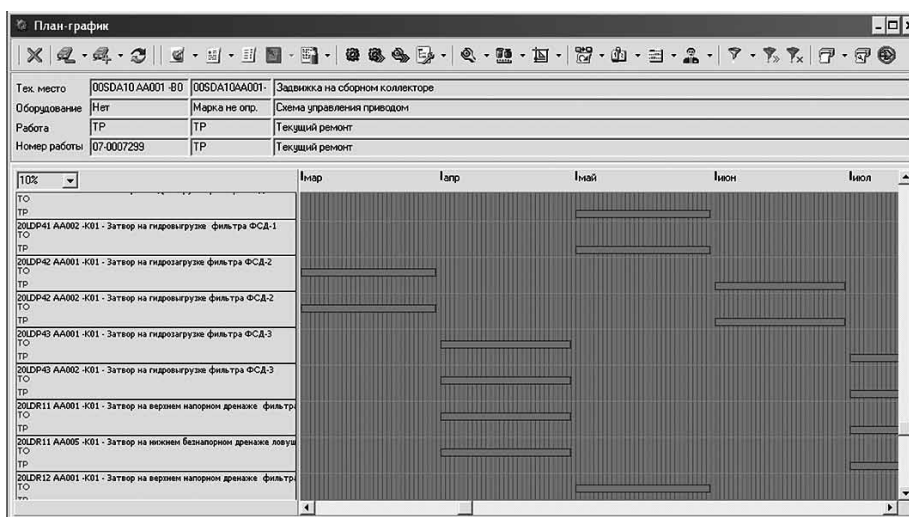 План-график
Тех. место 00SDA10 AA001 -B0 00SDA10AA001- Задвижка на сборном коллекторе
Оборудование Нет Марка не опр. Схема управления приводом
Работа ТР ТР Текущий ремонт
Номер работы 07-0007299 ТР Текущий ремонт
10% мар апр май июн июл
ТО
ТР
20LDP41 AA002 -K01 - Затвор на гидровыгрузке фильтра ФСД-1
ТО
ТР
20LDP42 AA001 -K01 - Затвор на гидрозагрузке фильтра ФСД-2
ТО
ТР
20LDP42 AA002 -K01 - Затвор на гидровыгрузке фильтра ФСД-2
ТО
ТР
20LDP43 AA001 -K01 - Затвор на гидрозагрузке фильтра ФСД-3
ТО
ТР
20LDP43 AA002 -K01 - Затвор на гидровыгрузке фильтра ФСД-3
ТО
ТР
20LDR11 AA001 -K01 - Затвор на верхнем напорном дренаже фильтра
ТО
ТР
20LDR11 AA005 -K01 - Затвор на нижнем безнапорном дренаже ловуш
ТО
ТР
20LDR12 AA001 -K01 - Затвор на верхнем напорном дренаже фильтра
ТО